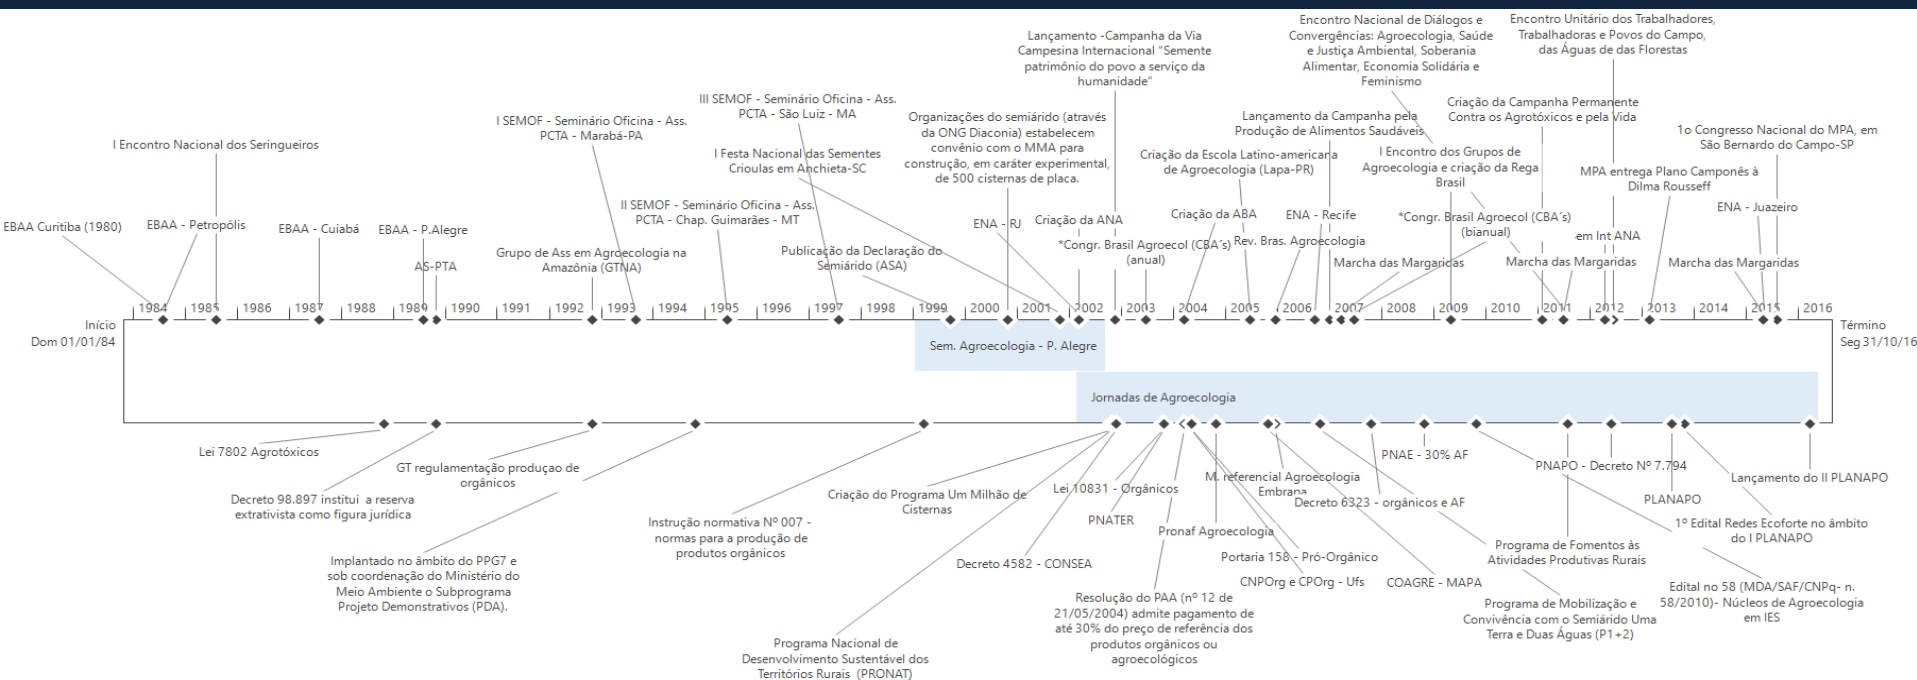 Encontro Nacional de Diálogos e
Convergências: Agroecologia, Saúde
e Justiça Ambiental, Soberania
Alimentar, Economia Solidária e
Feminismo
Encontro Unitário dos Trabalhadores,
Trabalhadoras e Povos do Campo,
das Águas de das Florestas
Lançamento -Campanha da Via
Campesina Internacional "Semente
patrimônio do povo a serviço da
humanidade"
III SEMOF - Seminário Oficina - Ass.
PCTA - São Luiz - MA
I SEMOF - Seminário Oficina - Ass.
PCTA - Marabá-PA
Organizações do semiárido (através
da ONG Diaconia) estabelecem
convênio com o MMA para
construção, em caráter experimental,
de 500 cisternas de placa.
Lançamento da Campanha pela
Produção de Alimentos Saudáveis
Criação da Campanha Permanente
Contra os Agrotóxicos e pela Vida
1o Congresso Nacional do MPA, em
São Bernardo do Campo-SP
I Encontro Nacional dos Seringueiros
I Festa Nacional das Sementes
Crioulas em Anchieta-SC
Criação da Escola Latino-americana
de Agroecologia (Lapa-PR)
I Encontro dos Grupos de
Agroecologia e criação da Rega
Brasil
MPA entrega Plano Camponês à
Dilma Rousseff
II SEMOF - Seminário Oficina - Ass.
PCTA - Chap. Guimarães - MT
EBAA Curitiba (1980)
EBAA - Petropólis
EBAA - Cuiabá
EBAA - P.Alegre
ENA - RJ
Criação da ANA
Criação da ABA
ENA - Recife
*Congr. Brasil Agroecol (CBA´s)
(bianual)
ENA - Juazeiro
AS-PTA
Grupo de Ass em Agroecologia na
Amazônia (GTNA)
Publicação da Declaração do
Semiárido (ASA)
*Congr. Brasil Agroecol (CBA´s)
(anual)
Rev. Bras. Agroecologia
em Int ANA
Marcha das Margaridas
Marcha das Margaridas
Marcha das Margaridas
1984 1985 1986 1987 1988 1989 1990 1991 1992 1993 1994 1995 1996 1997 1998 1999 2000 2001 2002 2003 2004 2005 2006 2007 2008 2009 2010 2011 2012 2013 2014 2015 2016
Início
Dom 01/01/84
Término
Seg 31/10/16
Sem. Agroecologia - P. Alegre
Jornadas de Agroecologia
Lei 7802 Agrotóxicos
GT regulamentação produçao de
orgânicos
Decreto 98.897 institui a reserva
extrativista como figura jurídica
Implantado no âmbito do PPG7 e
sob coordenação do Ministério do
Meio Ambiente o Subprograma
Projeto Demonstrativos (PDA).
Instrução normativa Nº 007 -
normas para a produção de
produtos orgânicos
Criação do Programa Um Milhão de
Cisternas
Programa Nacional de
Desenvolvimento Sustentável dos
Territórios Rurais (PRONAT)
Decreto 4582 - CONSEA
Lei 10831 - Orgânicos
PNATER
Resolução do PAA (nº 12 de
21/05/2004) admite pagamento de
até 30% do preço de referência dos
produtos orgânicos ou
agroecológicos
Pronaf Agroecologia
Portaria 158 - Pró-Orgânico
CNPOrg e CPOrg - Ufs
M. referencial Agroecologia
Embrapa
Decreto 6323 - orgânicos e AF
COAGRE - MAPA
PNAE - 30% AF
Programa de Mobilização e
Convivência com o Semiárido Uma
Terra e Duas Águas (P1+2)
Programa de Fomentos às
Atividades Produtivas Rurais
PNAPO - Decreto Nº 7.794
PLANAPO
Lançamento do II PLANAPO
1º Edital Redes Ecoforte no âmbito
do I PLANAPO
Edital no 58 (MDA/SAF/CNPq- n.
58/2010)- Núcleos de Agroecologia
em IES